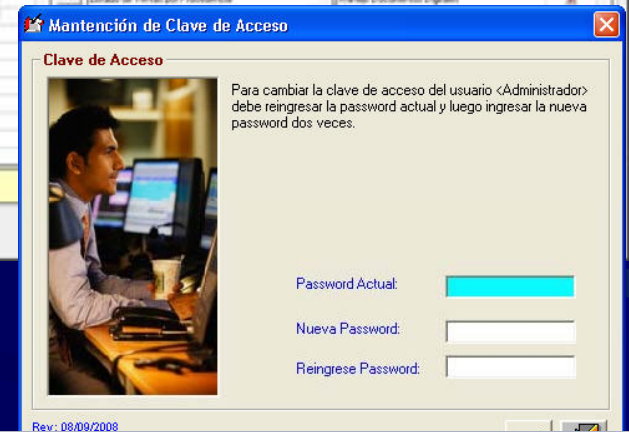 Mantención de Clave de Acceso
Clave de Acceso
Para cambiar la clave de acceso del usuario <Administrador>
debe reingresar la password actual y luego ingresar la nueva
password dos veces.
Password Actual:
Nueva Password:
Reingrese Password:
Rev: 08/09/2008